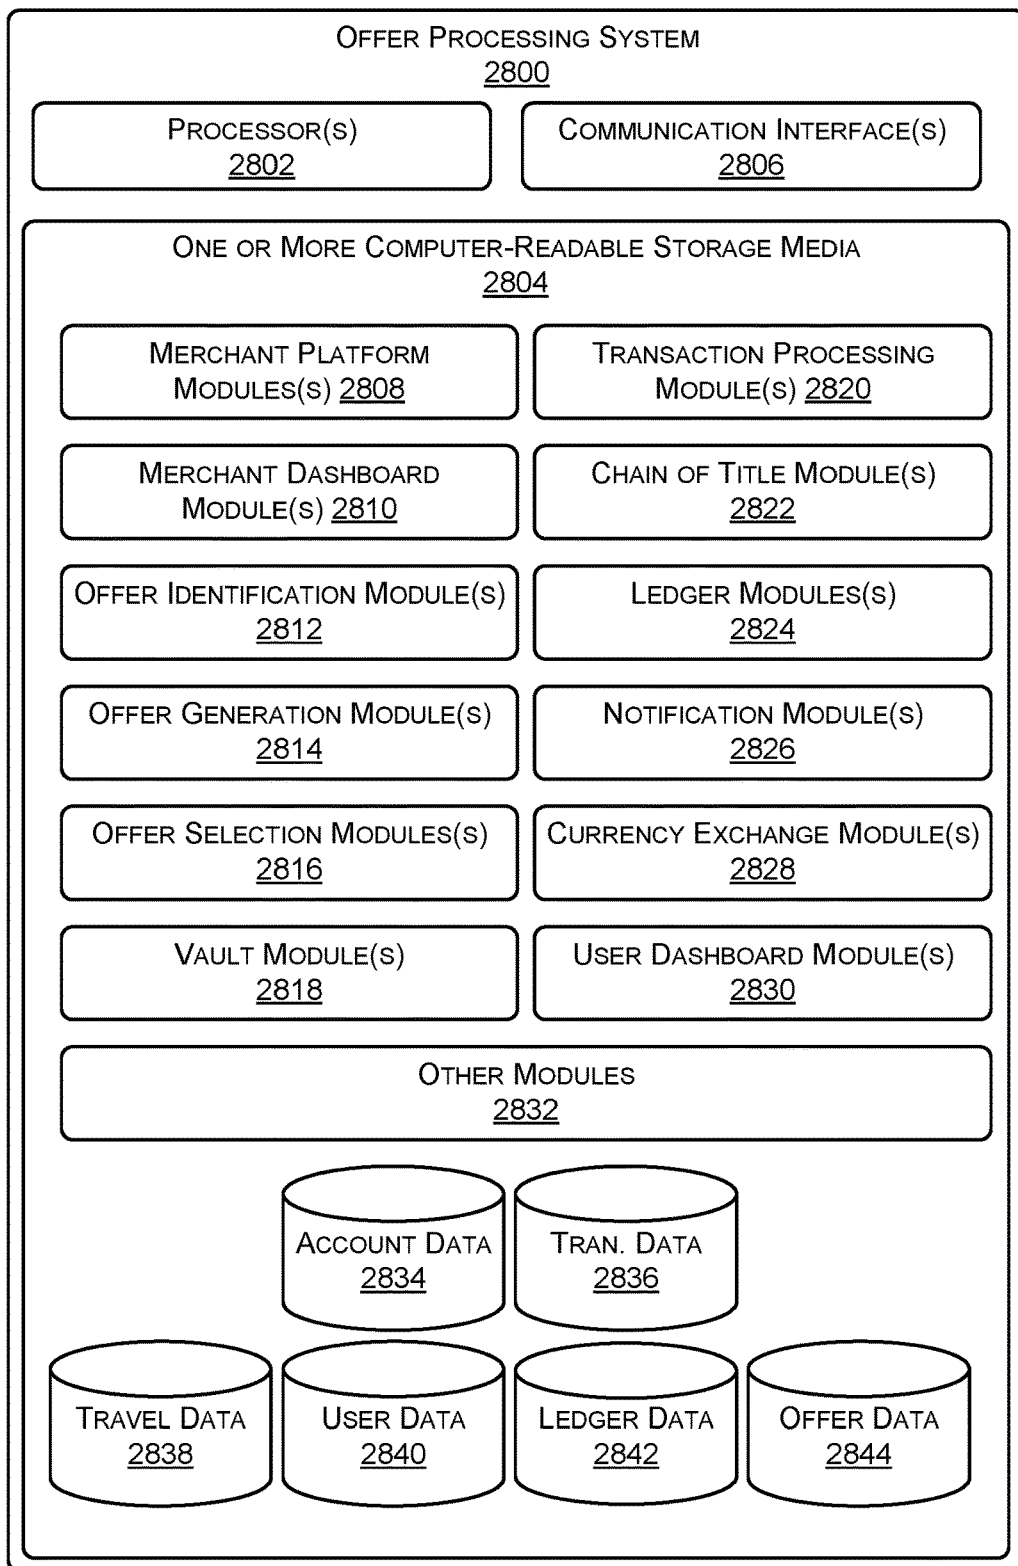 OFFER PROCESSING SYSTEM
2800
PROCESSOR(S)
2802
COMMUNICATION INTERFACE(S)
2806
ONE OR MORE COMPUTER-READABLE STORAGE MEDIA
2804
MERCHANT PLATFORM
MODULES(S) 2808
TRANSACTION PROCESSING
MODULE(S) 2820
MERCHANT DASHBOARD
MODULE(S) 2810
CHAIN OF TITLE MODULE(S)
2822
OFFER IDENTIFICATION MODULE(S)
2812
LEDGER MODULES(S)
2824
OFFER GENERATION MODULE(S)
2814
NOTIFICATION MODULE(S)
2826
OFFER SELECTION MODULES(S)
2816
CURRENCY EXCHANGE MODULE(S)
2828
VAULT MODULE(S)
2818
USER DASHBOARD MODULE(S)
2830
OTHER MODULES
2832
ACCOUNT DATA
2834
TRAN. DATA
2836
TRAVEL DATA
2838
USER DATA
2840
LEDGER DATA
2842
OFFER DATA
2844